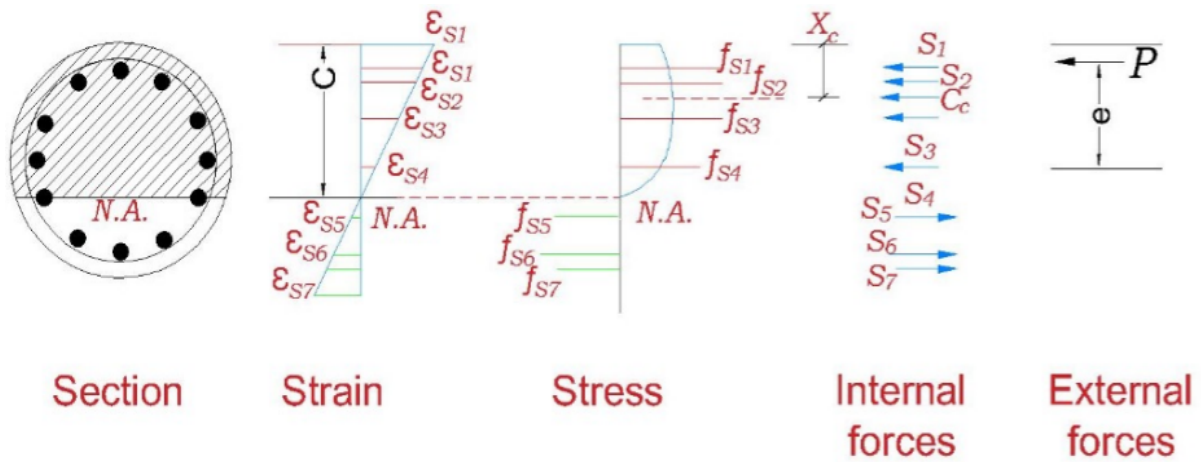 N.A.
Section
C
ε_S1
ε_S1
ε_S2
ε_S3
ε_S4
N.A.
ε_S5
ε_S6
ε_S7
Strain
f_S1
f_S2
f_S3
f_S4
N.A.
f_S5
f_S6
f_S7
Stress
X_c
S_1
S_2
C_c
S_3
S_4
S_5
S_6
S_7
Internal
forces
P
e
External
forces